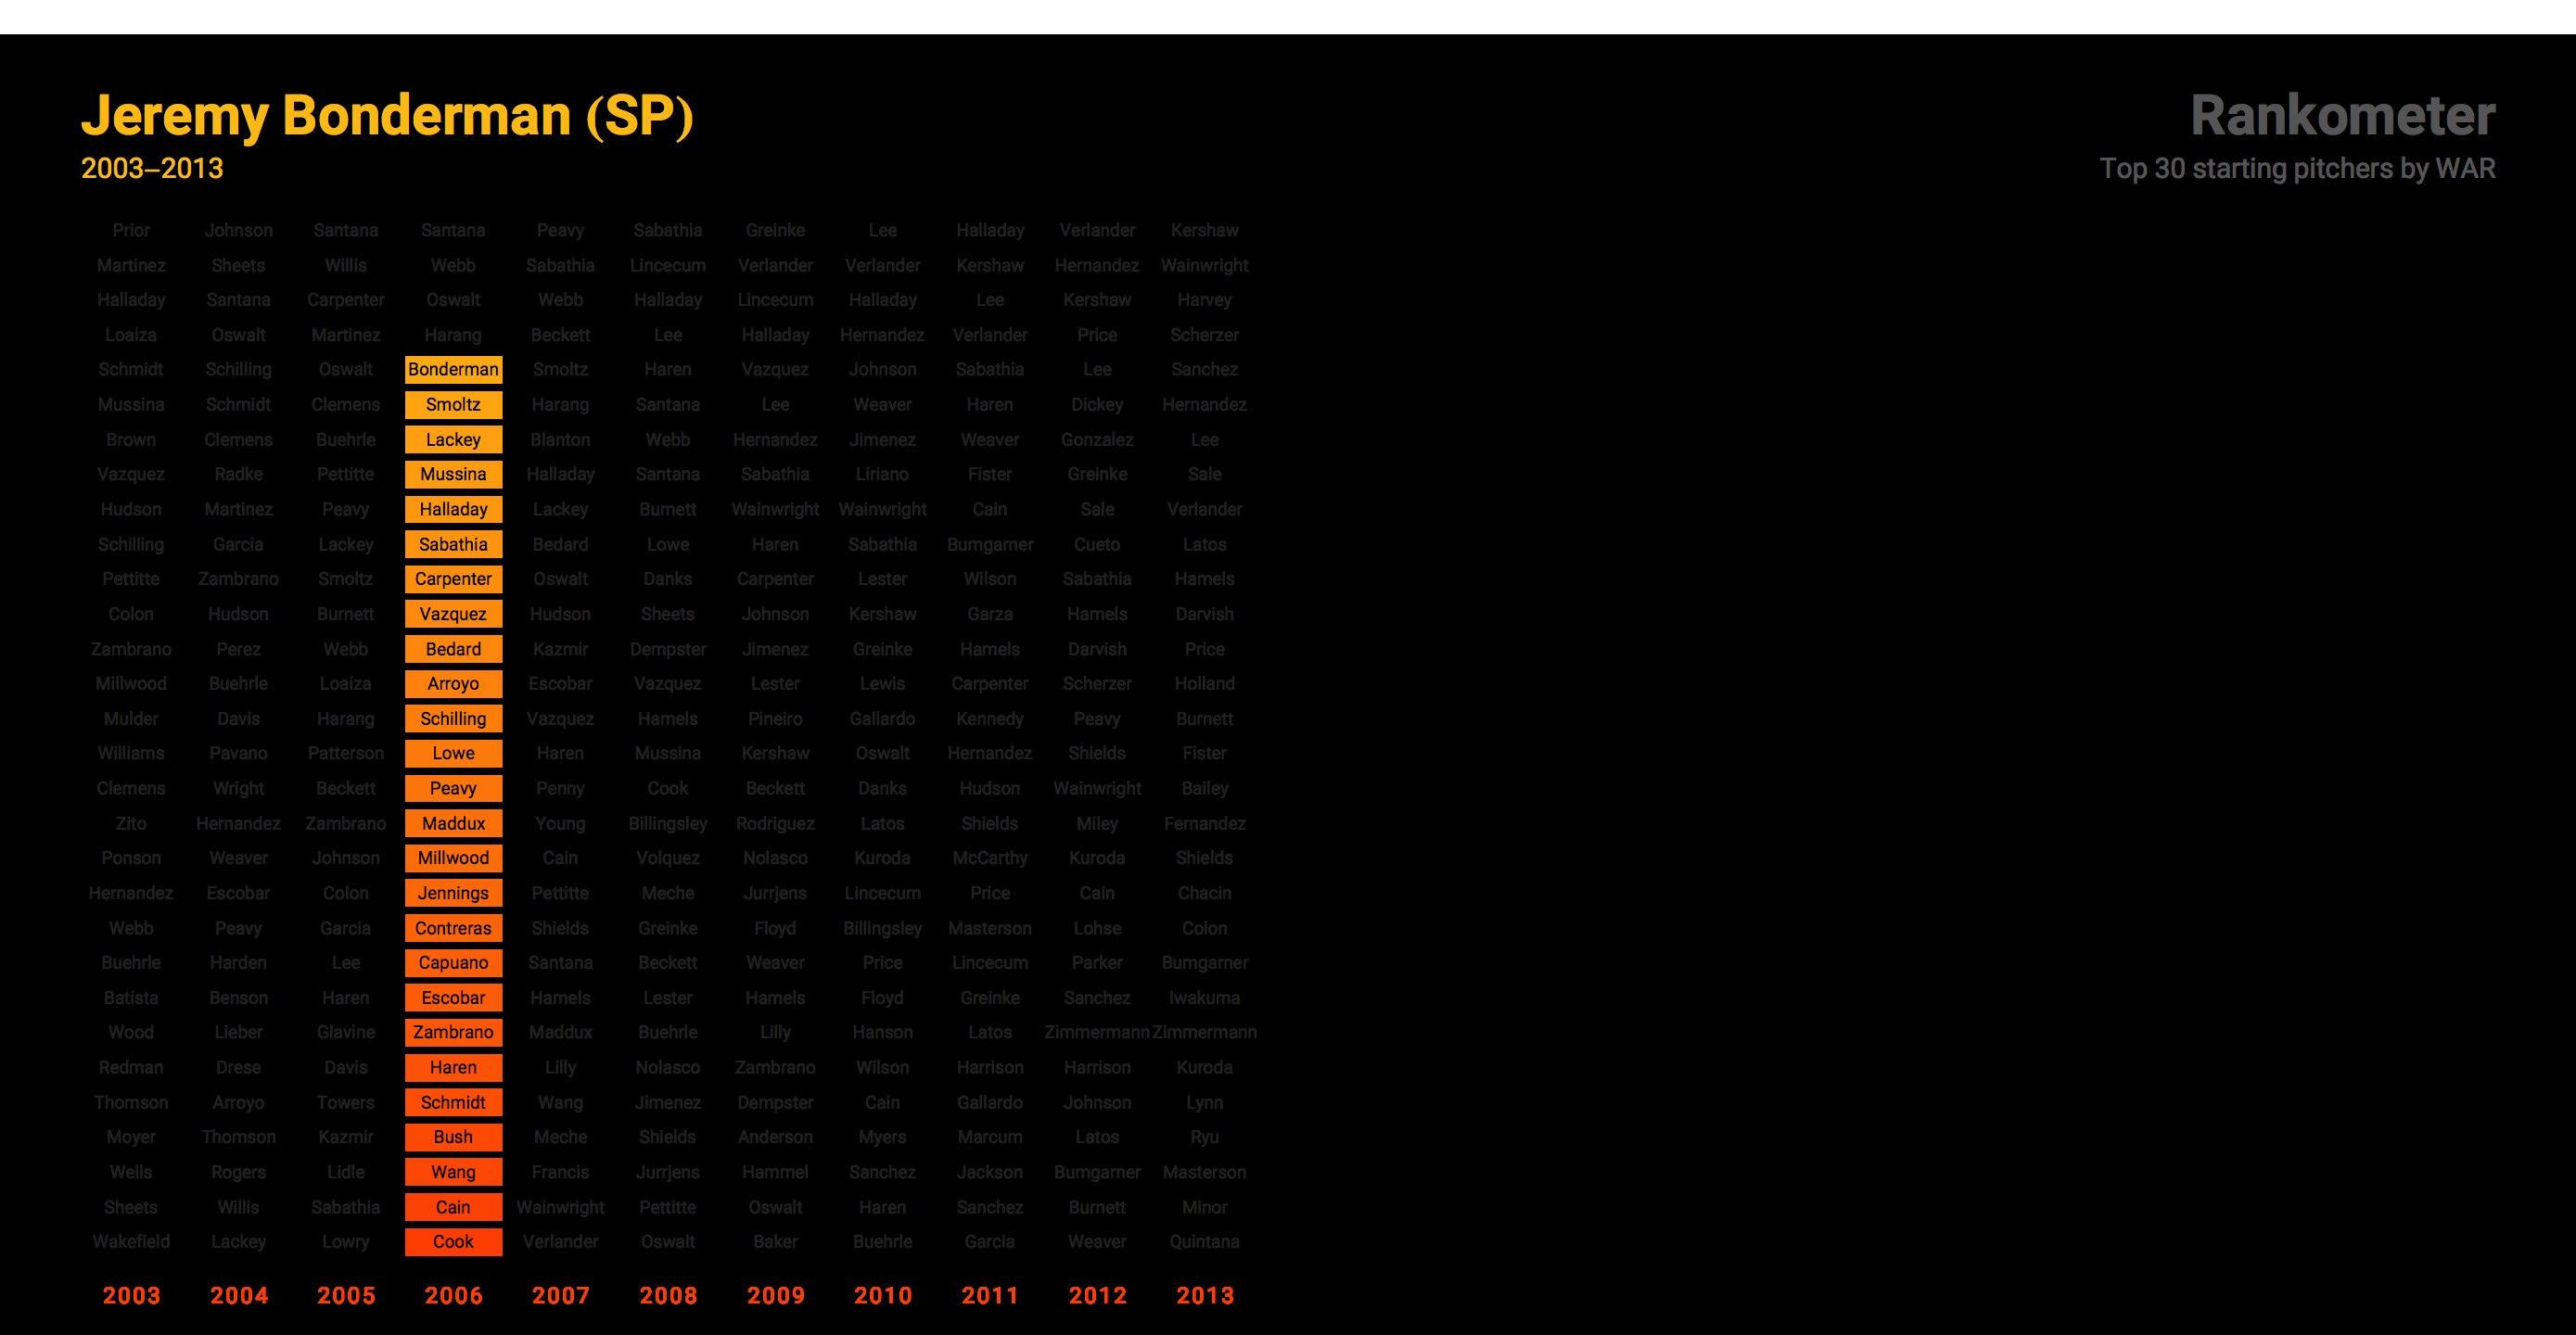 Jeremy Bonderman (SP)
2003–2013
Rankometer
Top 30 starting pitchers by WAR
Prior Johnson Santana Santana Peavy Sabathia Greinke Lee Halladay Verlander Kershaw
Martinez Sheets Willis Webb Sabathia Lincecum Verlander Verlander Kershaw Hernandez Wainwright
Halladay Santana Carpenter Oswalt Webb Halladay Lincecum Halladay Lee Kershaw Harvey
Loaiza Oswalt Martinez Harang Beckett Lee Halladay Hernandez Verlander Price Scherzer
Schmidt Schilling Oswalt Bonderman Smoltz Haren Vazquez Johnson Sabathia Lee Sanchez
Mussina Schmidt Clemens Smoltz Harang Santana Lee Weaver Haren Dickey Hernandez
Brown Clemens Buehrle Lackey Blanton Webb Hernandez Jimenez Weaver Gonzalez Lee
Vazquez Radke Pettitte Mussina Halladay Santana Sabathia Liriano Fister Greinke Sale
Hudson Martinez Peavy Halladay Lackey Burnett Wainwright Wainwright Cain Sale Verlander
Schilling Garcia Lackey Sabathia Bedard Lowe Haren Sabathia Bumgarner Cueto Latos
Pettitte Zambrano Smoltz Carpenter Oswalt Danks Carpenter Lester Wilson Sabathia Hamels
Colon Hudson Burnett Vazquez Hudson Sheets Johnson Kershaw Garza Hamels Darvish
Zambrano Perez Webb Bedard Kazmir Dempster Jimenez Greinke Hamels Darvish Price
Millwood Buehrle Loaiza Arroyo Escobar Vazquez Lester Lewis Carpenter Scherzer Holland
Mulder Davis Harang Schilling Vazquez Hamels Pineiro Gallardo Kennedy Peavy Burnett
Williams Pavano Patterson Lowe Haren Mussina Kershaw Oswalt Hernandez Shields Fister
Clemens Wright Beckett Peavy Penny Cook Beckett Danks Hudson Wainwright Bailey
Zito Hernandez Zambrano Maddux Young Billingsley Rodriguez Latos Shields Miley Fernandez
Ponson Weaver Johnson Millwood Cain Volquez Nolasco Kuroda McCarthy Kuroda Shields
Hernandez Escobar Colon Jennings Pettitte Meche Jurrjens Lincecum Price Cain Chacin
Webb Peavy Garcia Contreras Shields Greinke Floyd Billingsley Masterson Lohse Colon
Buehrle Harden Lee Capuano Santana Beckett Weaver Price Lincecum Parker Bumgarner
Batista Benson Haren Escobar Hamels Lester Hamels Floyd Greinke Sanchez Iwakuma
Wood Lieber Glavine Zambrano Maddux Buehrle Lilly Hanson Latos Zimmermann Zimmermann
Redman Drese Davis Haren Lilly Nolasco Zambrano Wilson Harrison Harrison Kuroda
Thomson Arroyo Towers Schmidt Wang Jimenez Dempster Cain Gallardo Johnson Lynn
Moyer Thomson Kazmir Bush Meche Shields Anderson Myers Marcum Latos Ryu
Wells Rogers Lidle Wang Francis Jurrjens Hammel Sanchez Jackson Bumgarner Masterson
Sheets Willis Sabathia Cain Wainwright Pettitte Oswalt Haren Sanchez Burnett Minor
Wakefield Lackey Lowry Cook Verlander Oswalt Baker Buehrle Garcia Weaver Quintana
2003 2004 2005 2006 2007 2008 2009 2010 2011 2012 2013